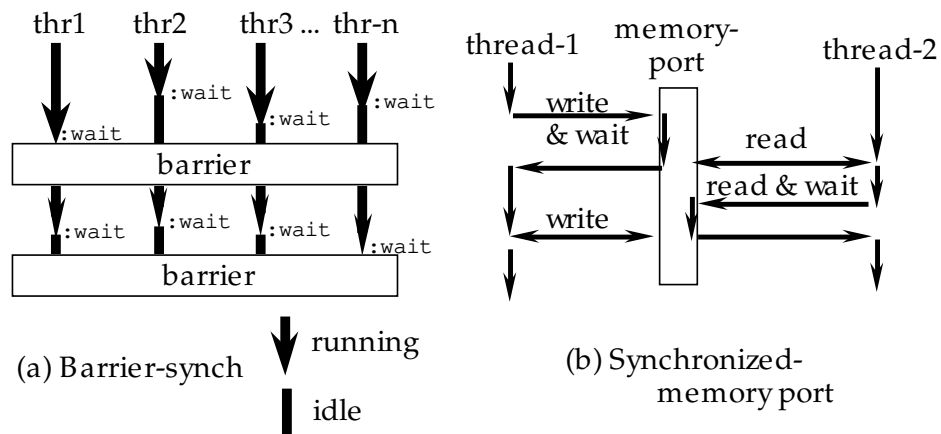 thr1 thr2 thr3 ... thr-n
:wait
:wait
:wait
:wait
barrier
:wait
:wait
:wait
:wait
barrier
running
(a) Barrier-synch
idle
memory-
port
thread-1
thread-2
write
& wait
read
read & wait
write
(b) Synchronized-
memory port